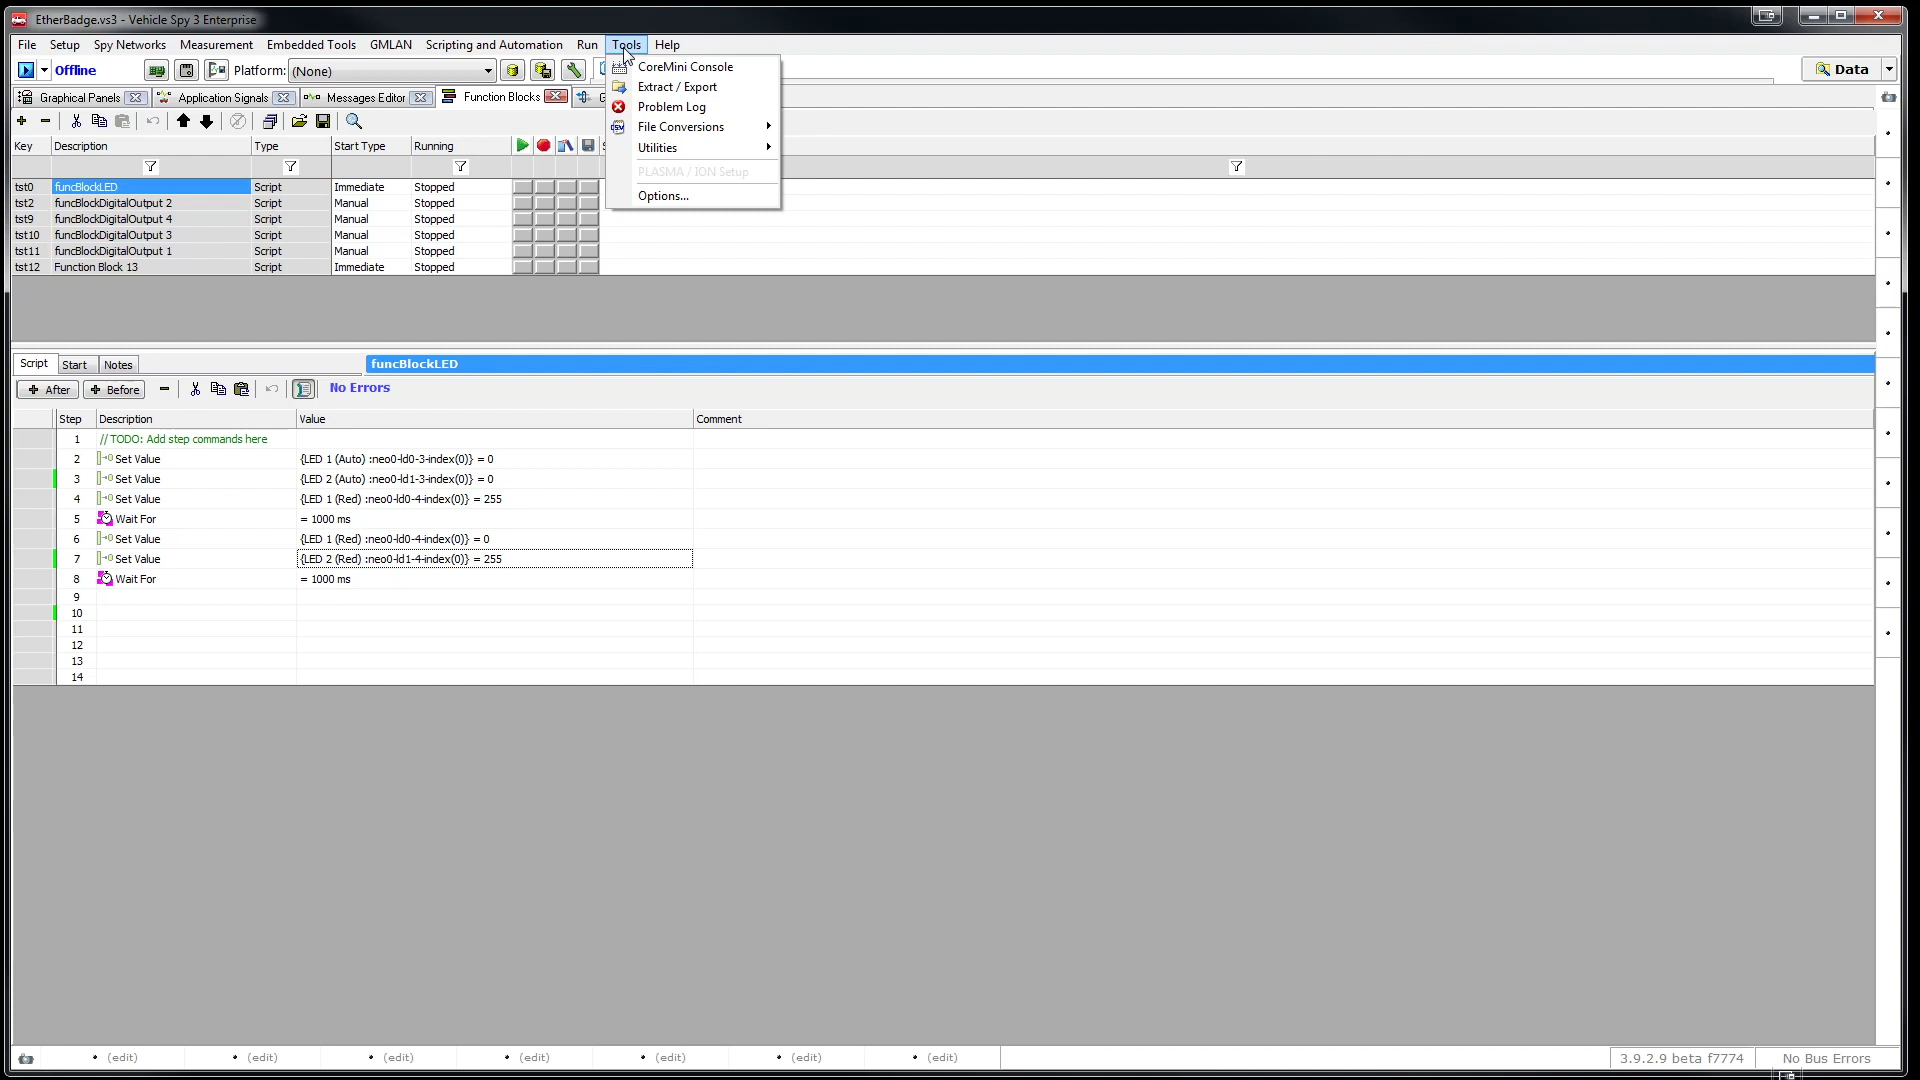 EtherBadge.vs3 - Vehicle Spy 3 Enterprise
File Setup Spy Networks Measurement Embedded Tools GMLAN Scripting and Automation Run Tools Help
Offline Platform: (None) Data
Graphical Panels Application Signals Messages Editor Function Blocks
CoreMini Console
Extract / Export
Problem Log
File Conversions
Utilities
PLASMA / ION Setup
Options...
Key Description Type Start Type Running
tst0 funcBlockLED Script Immediate Stopped
tst2 funcBlockDigitalOutput 2 Script Manual Stopped
tst9 funcBlockDigitalOutput 4 Script Manual Stopped
tst10 funcBlockDigitalOutput 3 Script Manual Stopped
tst11 funcBlockDigitalOutput 1 Script Manual Stopped
tst12 Function Block 13 Script Immediate Stopped
Script Start Notes funcBlockLED
After Before No Errors
Step Description Value Comment
1 // TODO: Add step commands here
2 Set Value {LED 1 (Auto) :neo0-ld0-3-index(0)} = 0
3 Set Value {LED 2 (Auto) :neo0-ld1-3-index(0)} = 0
4 Set Value {LED 1 (Red) :neo0-ld0-4-index(0)} = 255
5 Wait For = 1000 ms
6 Set Value {LED 1 (Red) :neo0-ld0-4-index(0)} = 0
7 Set Value {LED 2 (Red) :neo0-ld1-4-index(0)} = 255
8 Wait For = 1000 ms
9
10
11
12
13
14
(edit) (edit) (edit) (edit) (edit) (edit) (edit) 3.9.2.9 beta f7774 No Bus Errors